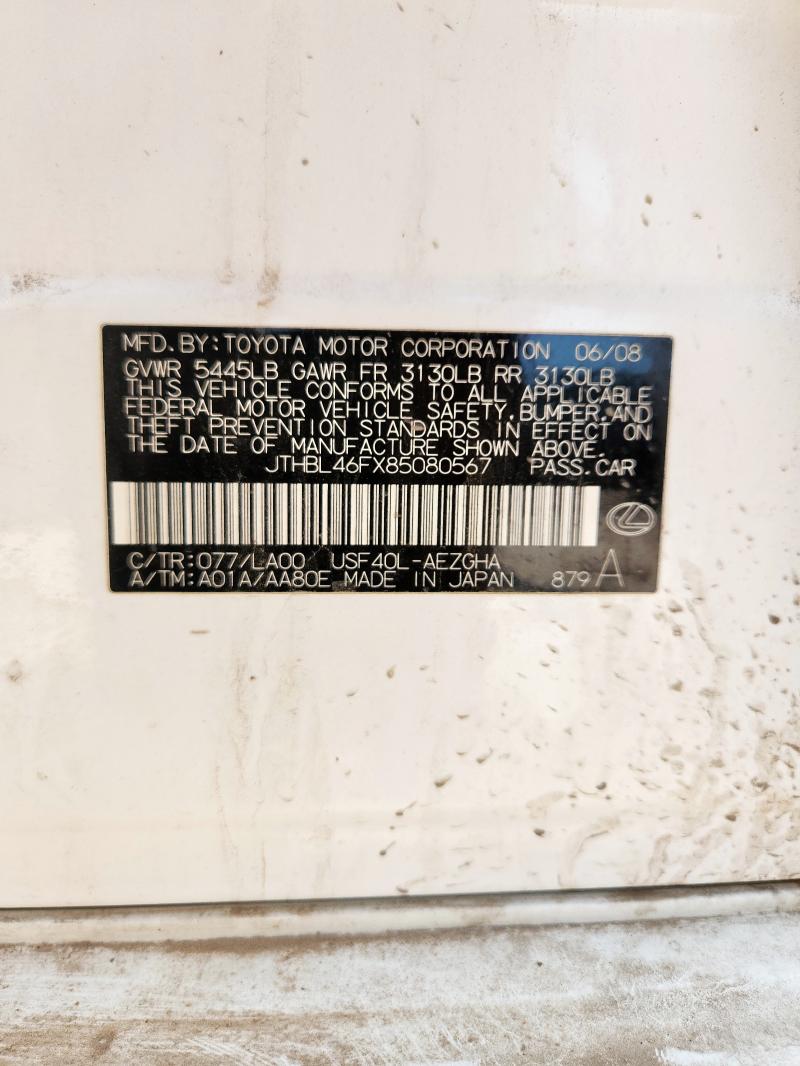 MFD.BY:TOYOTA MOTOR CORPORATION 06/08
GVWR 5445LB GAWR FR 3130LB RR 3130LB
THIS VEHICLE CONFORMS TO ALL APPLICABLE
FEDERAL MOTOR VEHICLE SAFETY,BUMPER,AND
THEFT PREVENTION STANDARDS IN EFFECT ON
THE DATE OF MANUFACTURE SHOWN ABOVE.
JTHBL46FX85080567 PASS.CAR
C/TR:077/LA00 USF40L-AEZGHA
A/TM:A01A/AA80E MADE IN JAPAN 879 A